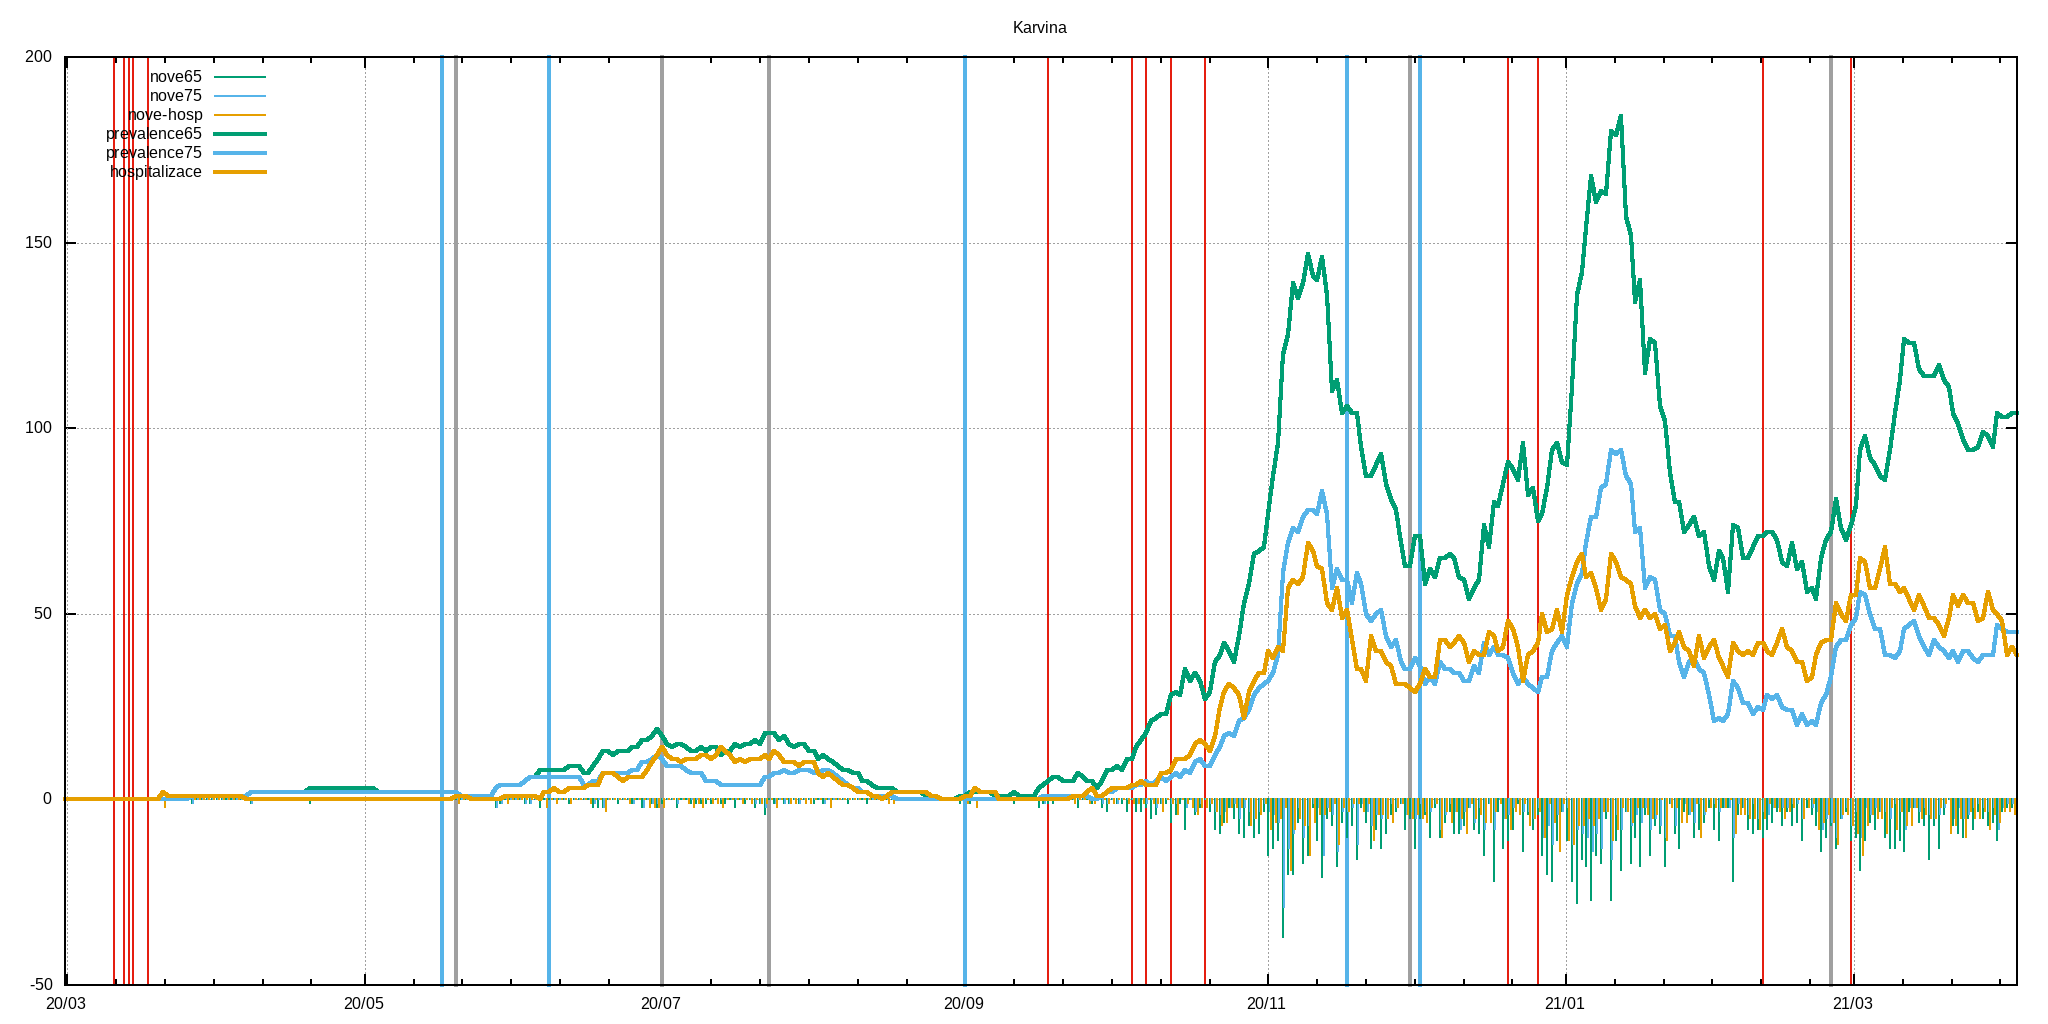 Karvina
200
nove65
nove75
nove-hosp
prevalence65
prevalence75
hospitalizace
150
100
50
0
-50
20/03 20/05 20/07 20/09 20/11 21/01 21/03